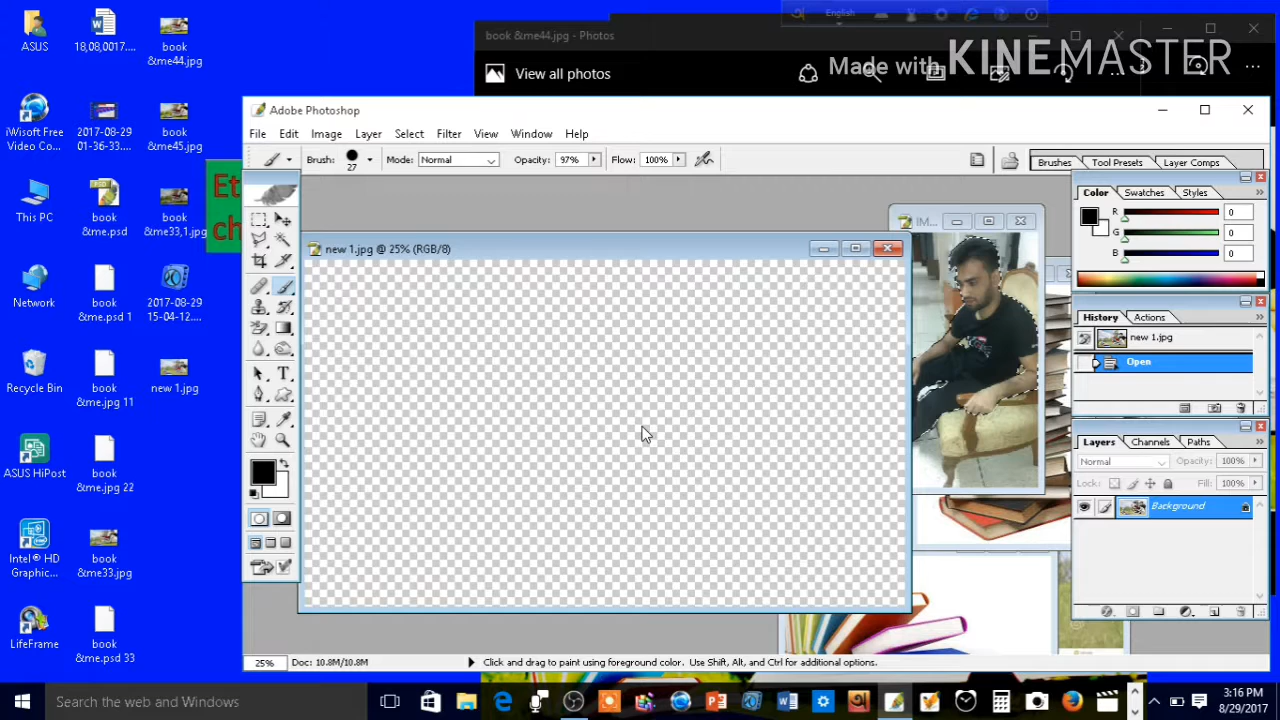 English
book &me44.jpg - Photos
View all photos
Made with KINEMASTER
ASUS
18,08,0017....
book
&me44.jpg
iWisoft Free
Video Co...
2017-08-29
01-36-33....
book
&me45.jpg
This PC
book
&me.psd
book
&me33,1.jpg
Et
ch
Network
book
&me.psd 1
2017-08-29
15-04-12....
Recycle Bin
book
&me.jpg 11
new 1.jpg
ASUS HiPost
book
&me.jpg 22
Intel® HD
Graphic...
book
&me33.jpg
LifeFrame
book
&me.psd 33
Adobe Photoshop
File Edit Image Layer Select Filter View Window Help
Brush: 27 Mode: Normal Opacity: 97% Flow: 100%
Brushes Tool Presets Layer Comps
IM...
new 1.jpg @ 25% (RGB/8)
Color Swatches Styles
R 0
G 0
B 0
History Actions
new 1.jpg
Open
Layers Channels Paths
Normal Opacity: 100%
Lock: Fill: 100%
Background
25% Doc: 10.8M/10.8M Click and drag to paint using foreground color. Use Shift, Alt, and Ctrl for additional options.
Search the web and Windows
3:16 PM
8/29/2017